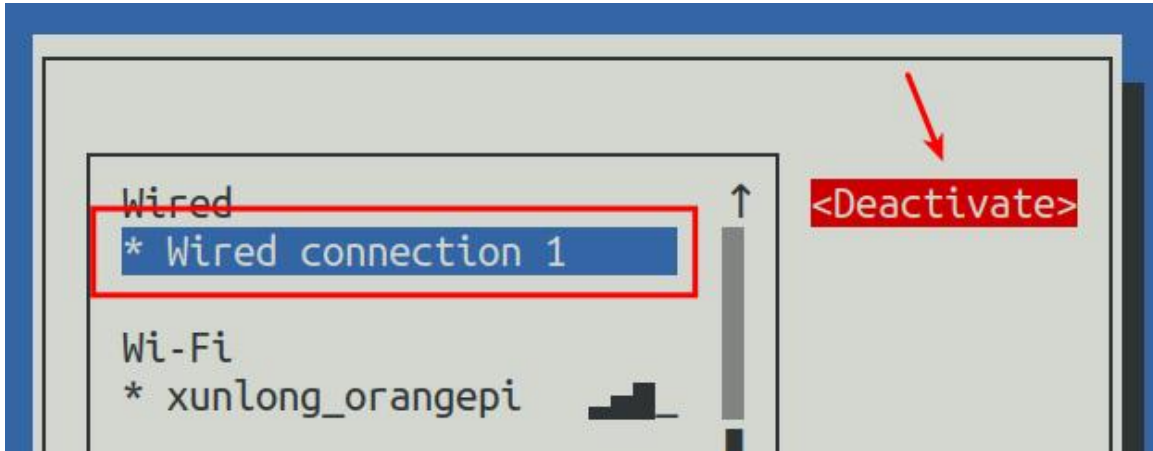 Wired
* Wired connection 1
<Deactivate>
Wi-Fi
* xunlong_orangepi